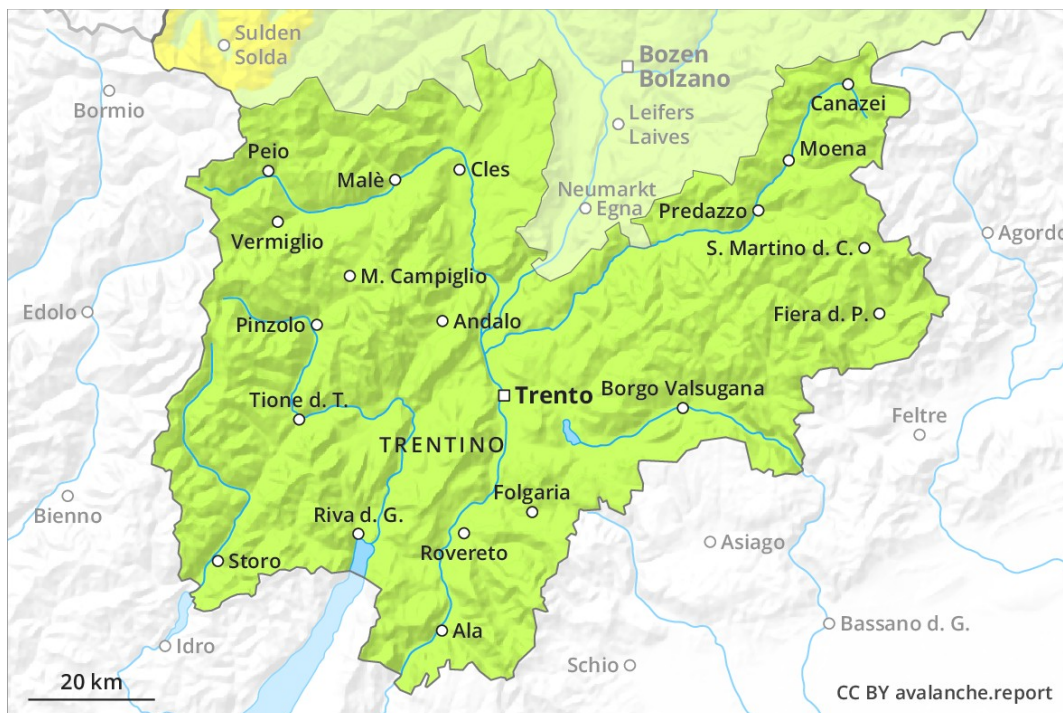 Sulden
Solda
Bozen
Bolzano
Bormio
Canazei
Leifers
Laives
Moena
Peio
Malè
Cles
Neumarkt
Egna
Predazzo
Vermiglio
S. Martino d. C.
Agordo
M. Campiglio
Edolo
Pinzolo
Andalo
Fiera d. P.
Trento
Borgo Valsugana
Tione d. T.
Feltre
TRENTINO
Folgaria
Bienno
Riva d. G.
Rovereto
Asiago
Storo
Ala
Bassano d. G.
Idro
Schio
20 km
CC BY avalanche.report